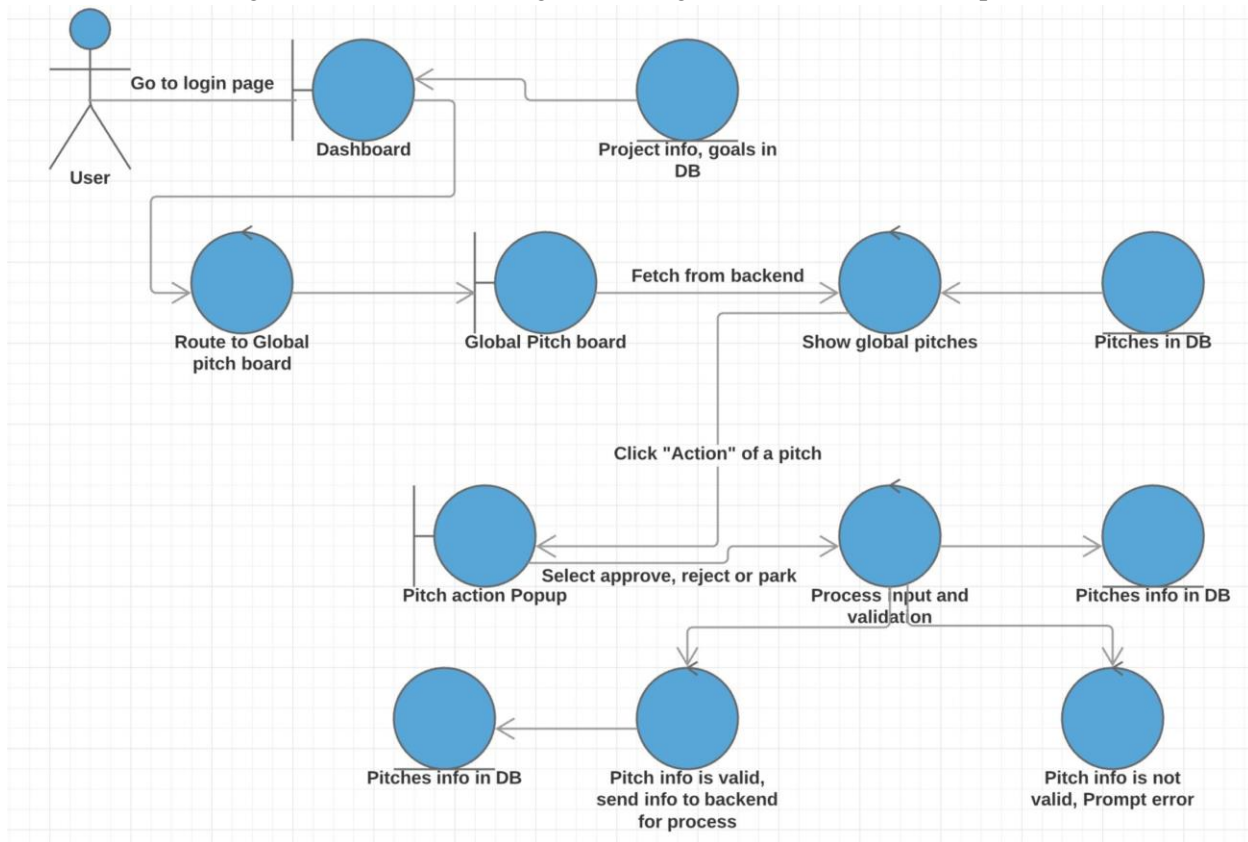 Go to login page
Dashboard
Project info, goals in
DB
User
Fetch from backend
Route to Global
pitch board
Global Pitch board
Show global pitches
Pitches in DB
Click "Action" of a pitch
Select approve, reject or park
Pitch action Popup
Process input and
validation
Pitches info in DB
Pitches info in DB
Pitch info is valid,
send info to backend
for process
Pitch info is not
valid, Prompt error